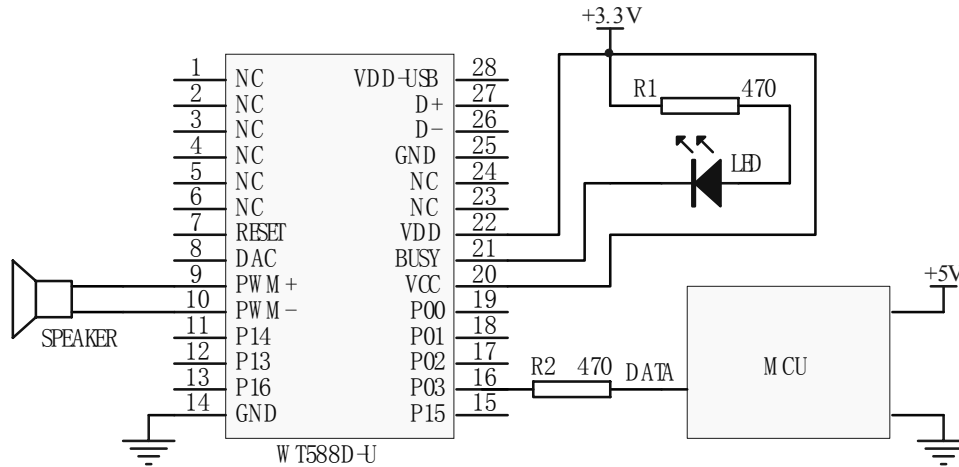 +3.3V
1 NC VDD-USB 28
2 NC D+ 27
3 NC D- 26
4 NC GND 25
5 NC NC 24
6 NC NC 23
7 RESET VDD 22
8 DAC BUSY 21
9 PWM+ VCC 20
10 PWM- P00 19
11 P14 P01 18
12 P13 P02 17
13 P16 P03 16
14 GND P15 15
R1 470
LED
SPEAKER
+5V
R2 470 DATA
MCU
WT588D-U